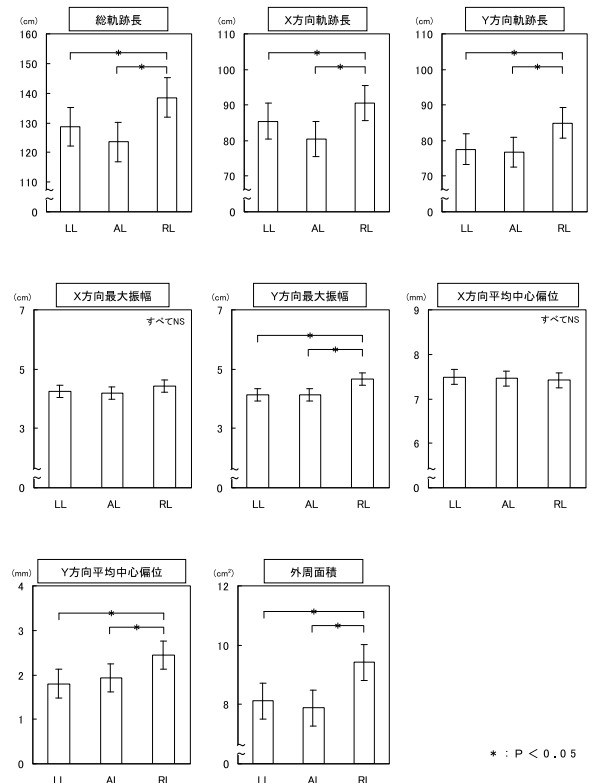 総軌跡長
(cm)
160
150
140
130
120
110
0
*
*
LL AL RL
X方向軌跡長
(cm)
110
100
90
80
70
0
*
*
LL AL RL
Y方向軌跡長
(cm)
110
100
90
80
70
0
*
*
LL AL RL
X方向最大振幅
(cm)
すべてNS
7
5
3
0
LL AL RL
Y方向最大振幅
(cm)
7
5
3
0
*
*
LL AL RL
X方向平均中心偏位
(mm)
すべてNS
9
8
7
6
0
LL AL RL
Y方向平均中心偏位
(mm)
4
3
2
1
0
*
*
LL AL RL
外周面積
(cm²)
12
10
8
0
*
*
LL AL RL
* : P < 0.05